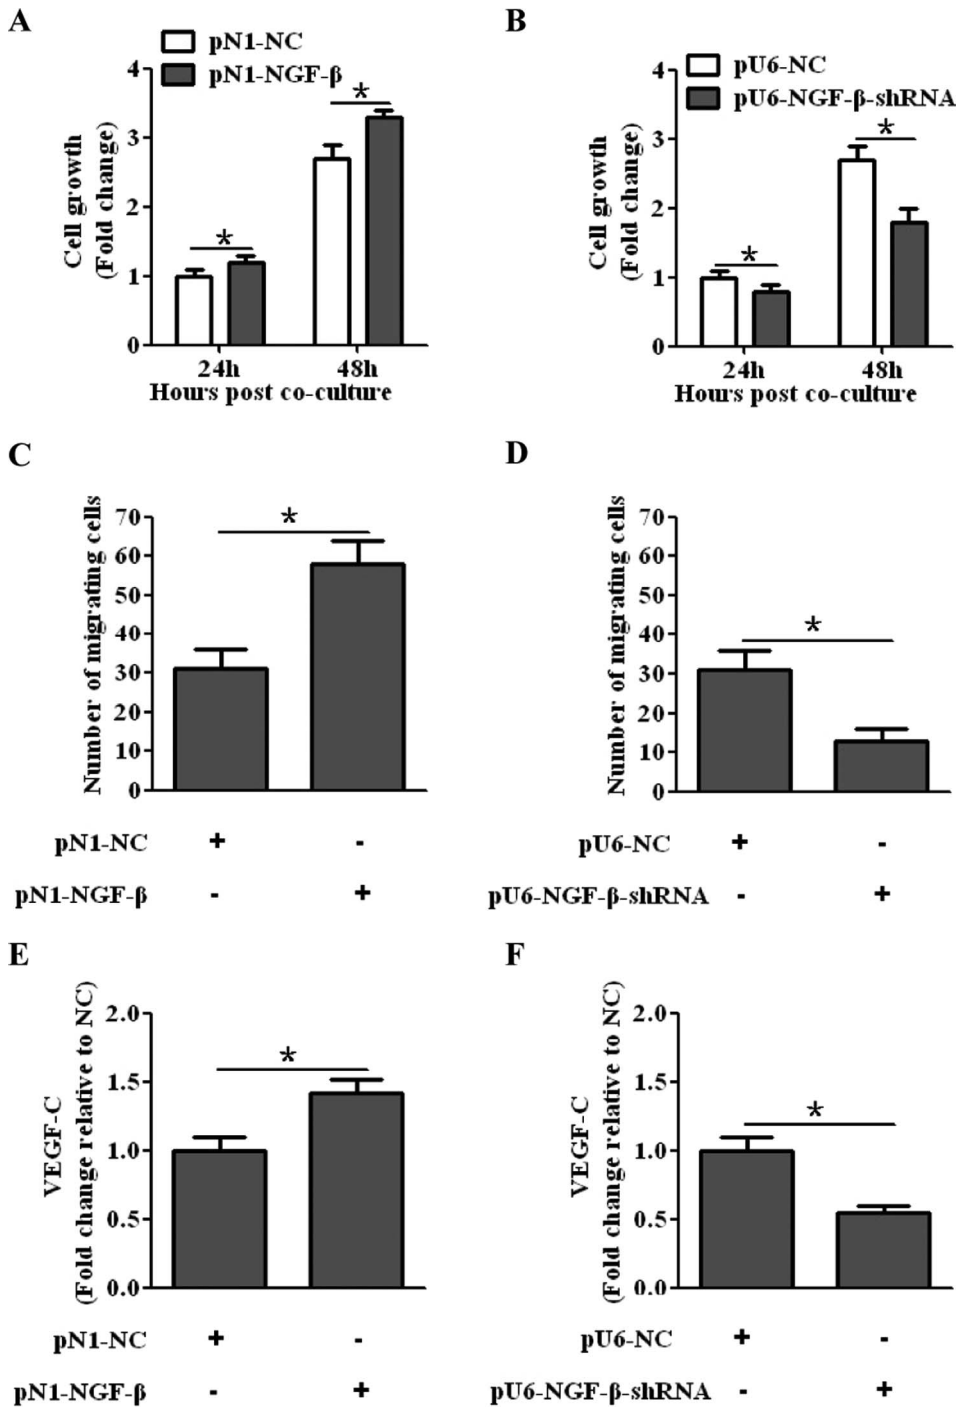 A
pN1-NC
pN1-NGF-β
Cell growth
(Fold change)
4
3
2
1
0
*
*
24h
48h
Hours post co-culture
B
pU6-NC
pU6-NGF-β-shRNA
Cell growth
(Fold change)
4
3
2
1
0
*
*
24h
48h
Hours post co-culture
C
Number of migrating cells
70
60
50
40
30
20
10
0
*
pN1-NC + -
pN1-NGF-β - +
D
Number of migrating cells
70
60
50
40
30
20
10
0
*
pU6-NC + -
pU6-NGF-β-shRNA - +
E
VEGF-C
(Fold change relative to NC)
2.0
1.5
1.0
0.5
0.0
*
pN1-NC + -
pN1-NGF-β - +
F
VEGF-C
(Fold change relative to NC)
2.0
1.5
1.0
0.5
0.0
*
pU6-NC + -
pU6-NGF-β-shRNA - +